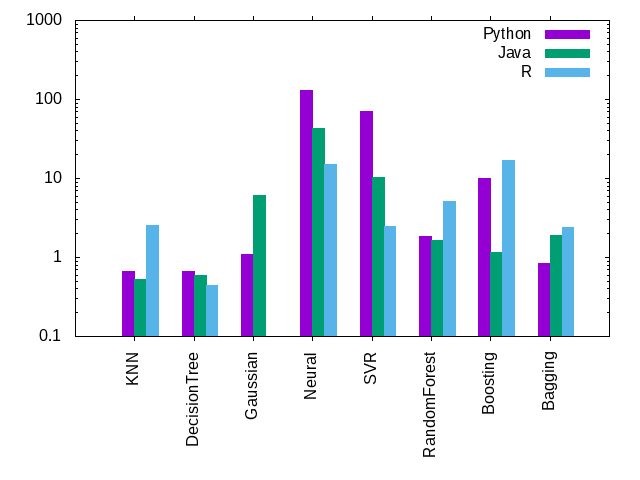 1000
100
10
1
0.1
Python
Java
R
KNN
DecisionTree
Gaussian
Neural
SVR
RandomForest
Boosting
Bagging